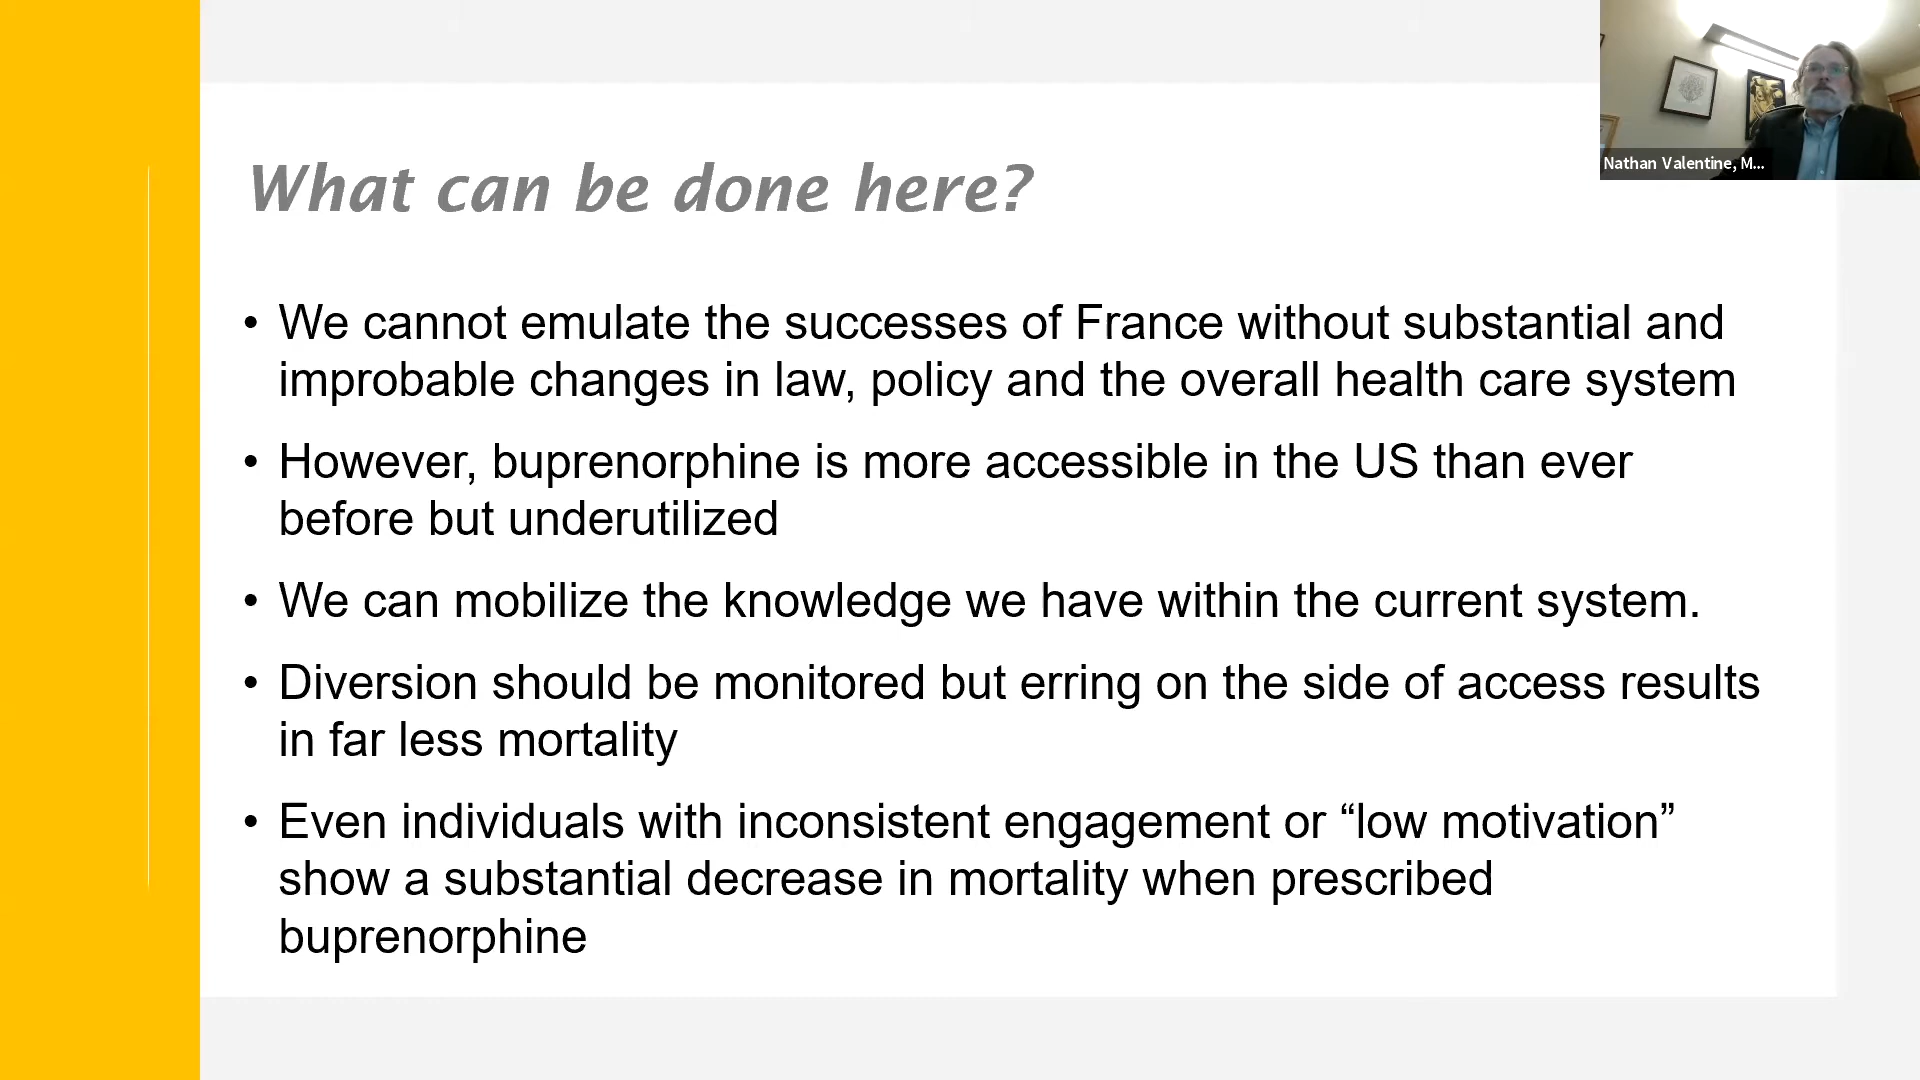 Nathan Valentine, M...
What can be done here?
• We cannot emulate the successes of France without substantial and
improbable changes in law, policy and the overall health care system
• However, buprenorphine is more accessible in the US than ever
before but underutilized
• We can mobilize the knowledge we have within the current system.
• Diversion should be monitored but erring on the side of access results
in far less mortality
• Even individuals with inconsistent engagement or “low motivation”
show a substantial decrease in mortality when prescribed
buprenorphine